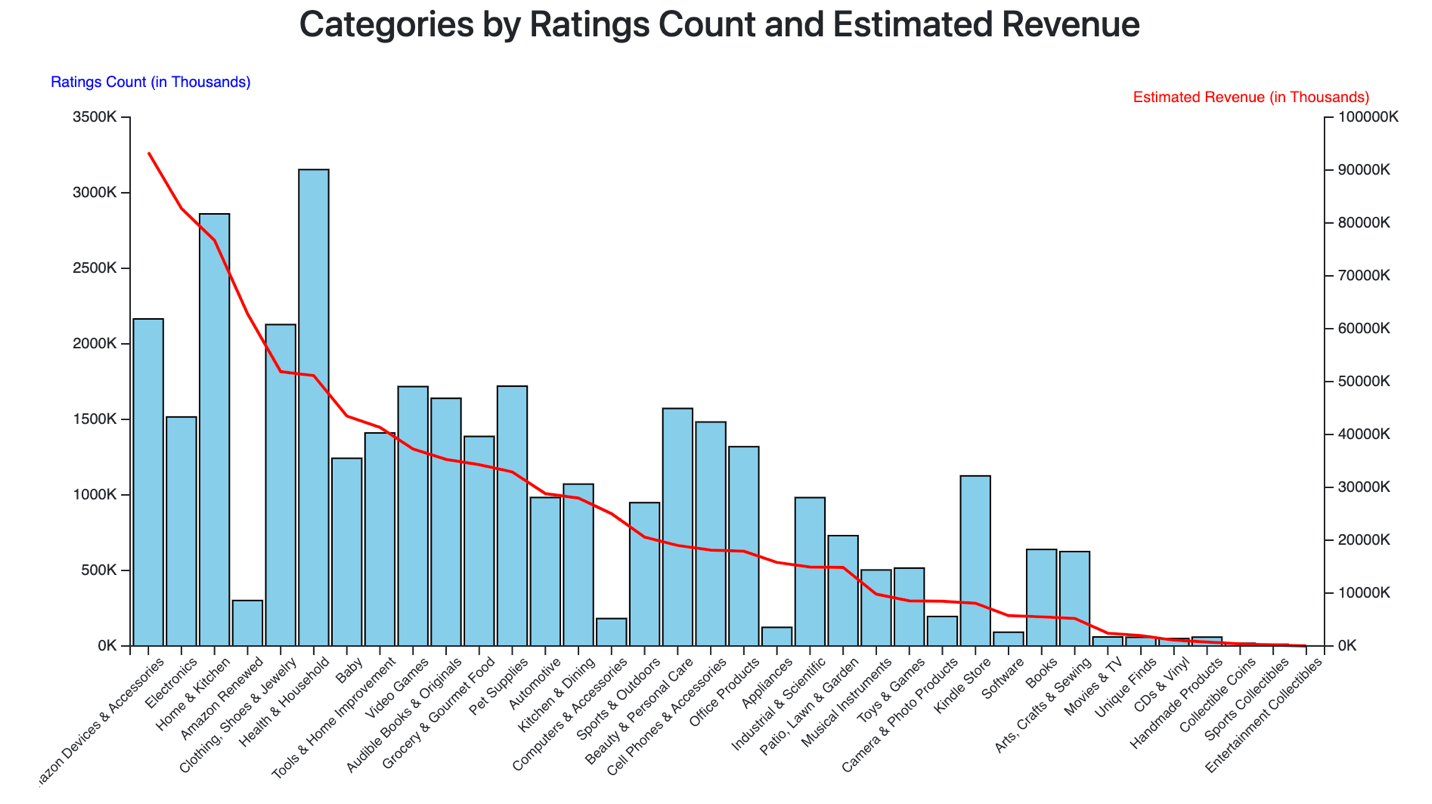 Categories by Ratings Count and Estimated Revenue
Ratings Count (in Thousands)
Estimated Revenue (in Thousands)
3500K
3000K
2500K
2000K
1500K
1000K
500K
0K
100000K
90000K
80000K
70000K
60000K
50000K
40000K
30000K
20000K
10000K
0K
azon Devices & Accessories
Electronics
Home & Kitchen
Amazon Renewed
Clothing, Shoes & Jewelry
Health & Household
Baby
Tools & Home Improvement
Video Games
Audible Books & Originals
Grocery & Gourmet Food
Pet Supplies
Automotive
Kitchen & Dining
Computers & Accessories
Sports & Outdoors
Beauty & Personal Care
Cell Phones & Accessories
Office Products
Appliances
Industrial & Scientific
Patio, Lawn & Garden
Musical Instruments
Toys & Games
Camera & Photo Products
Kindle Store
Software
Books
Arts, Crafts & Sewing
Movies & TV
Unique Finds
CDs & Vinyl
Handmade Products
Collectible Coins
Sports Collectibles
Entertainment Collectibles